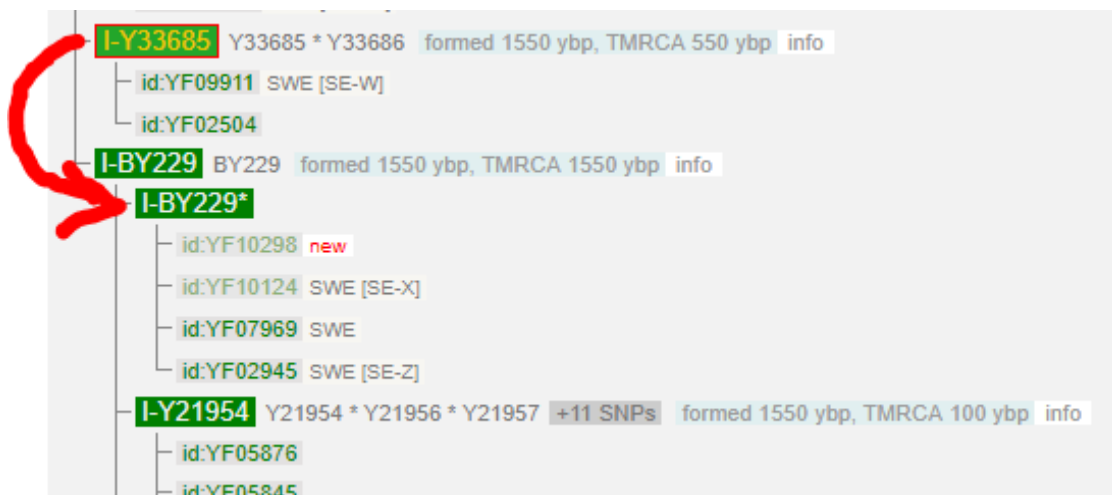 I-Y33685 Y33685 * Y33686 formed 1550 ybp, TMRCA 550 ybp info
id:YF09911 SWE [SE-W]
id:YF02504
I-BY229 BY229 formed 1550 ybp, TMRCA 1550 ybp info
I-BY229*
id:YF10298 new
id:YF10124 SWE [SE-X]
id:YF07969 SWE
id:YF02945 SWE [SE-Z]
I-Y21954 Y21954 * Y21956 * Y21957 +11 SNPs formed 1550 ybp, TMRCA 100 ybp info
id:YF05876
id:YF05845